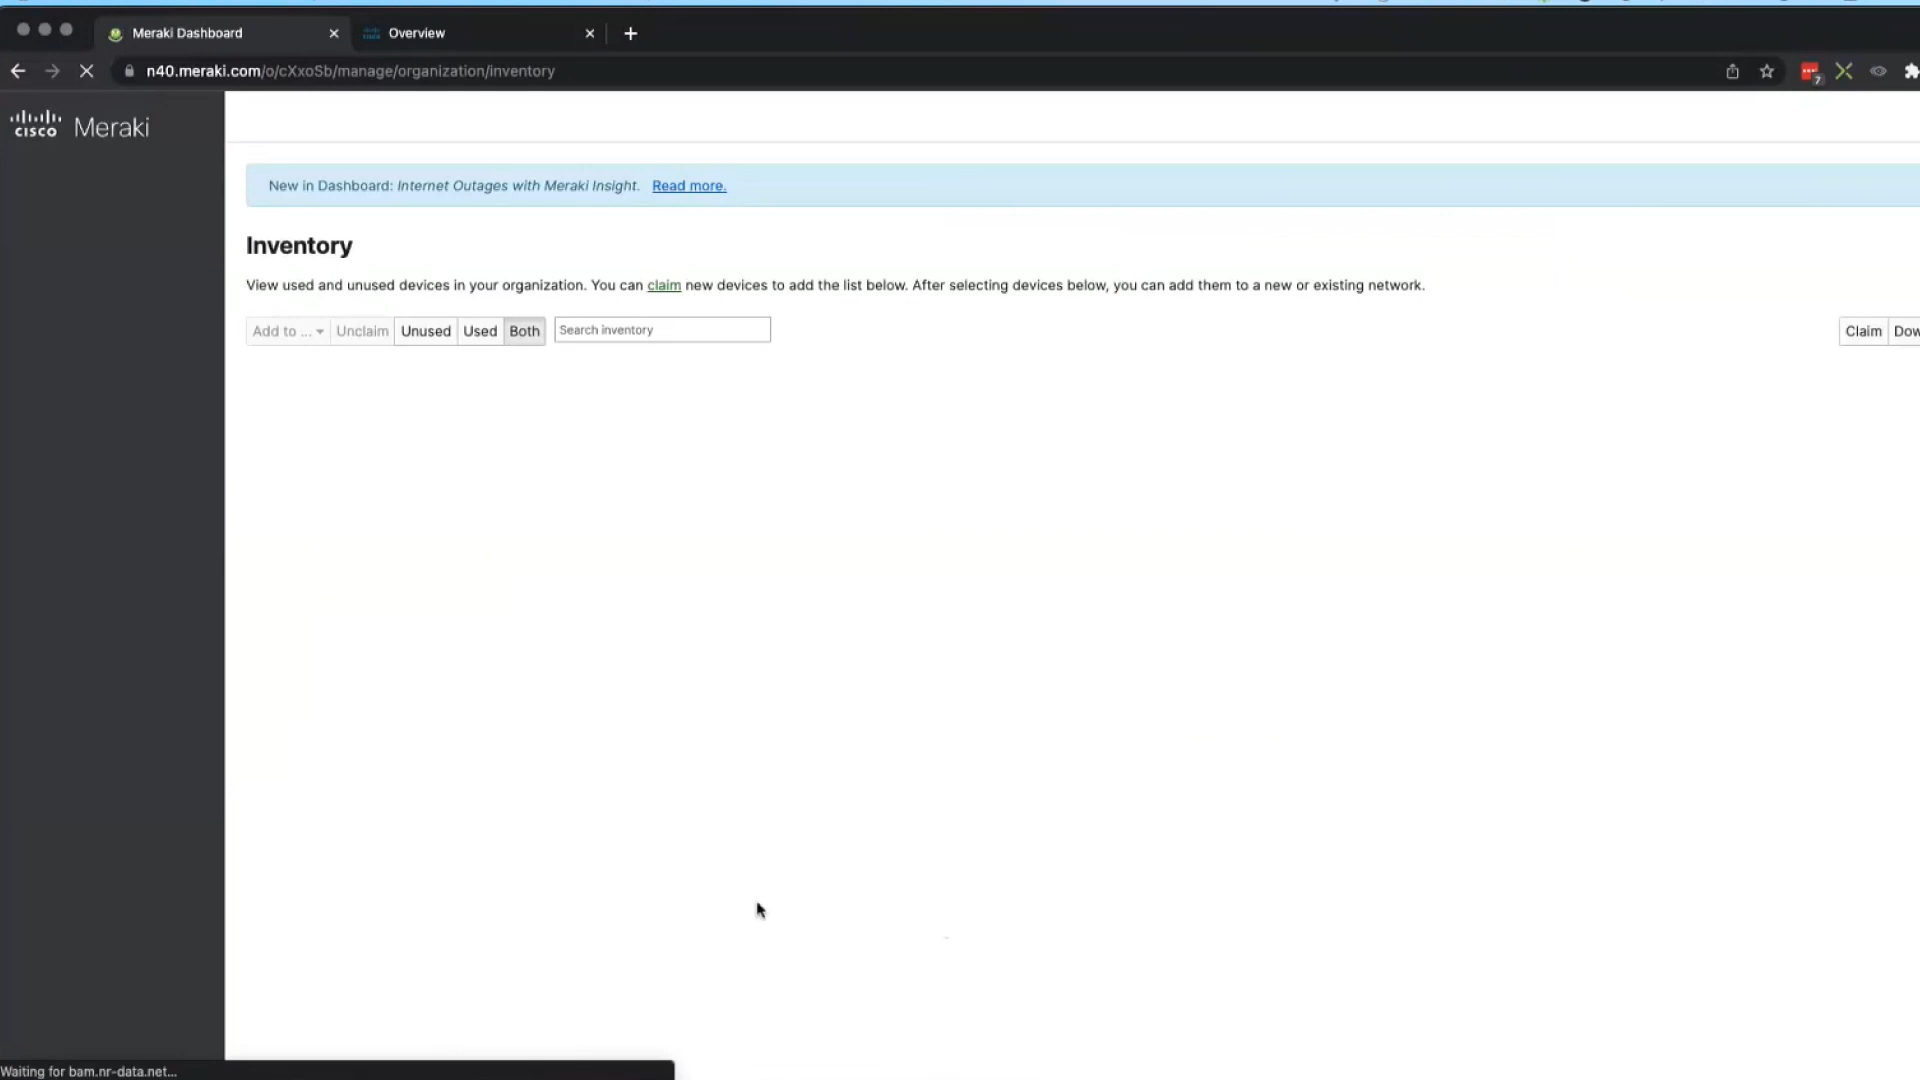 Meraki Dashboard
Overview
n40.meraki.com/o/cXxoSb/manage/organization/inventory
7
cisco Meraki
New in Dashboard: Internet Outages with Meraki Insight. Read more.
Inventory
View used and unused devices in your organization. You can claim new devices to add the list below. After selecting devices below, you can add them to a new or existing network.
Add to ... Unclaim Unused Used Both Search inventory Claim Dow
Waiting for bam.nr-data.net...